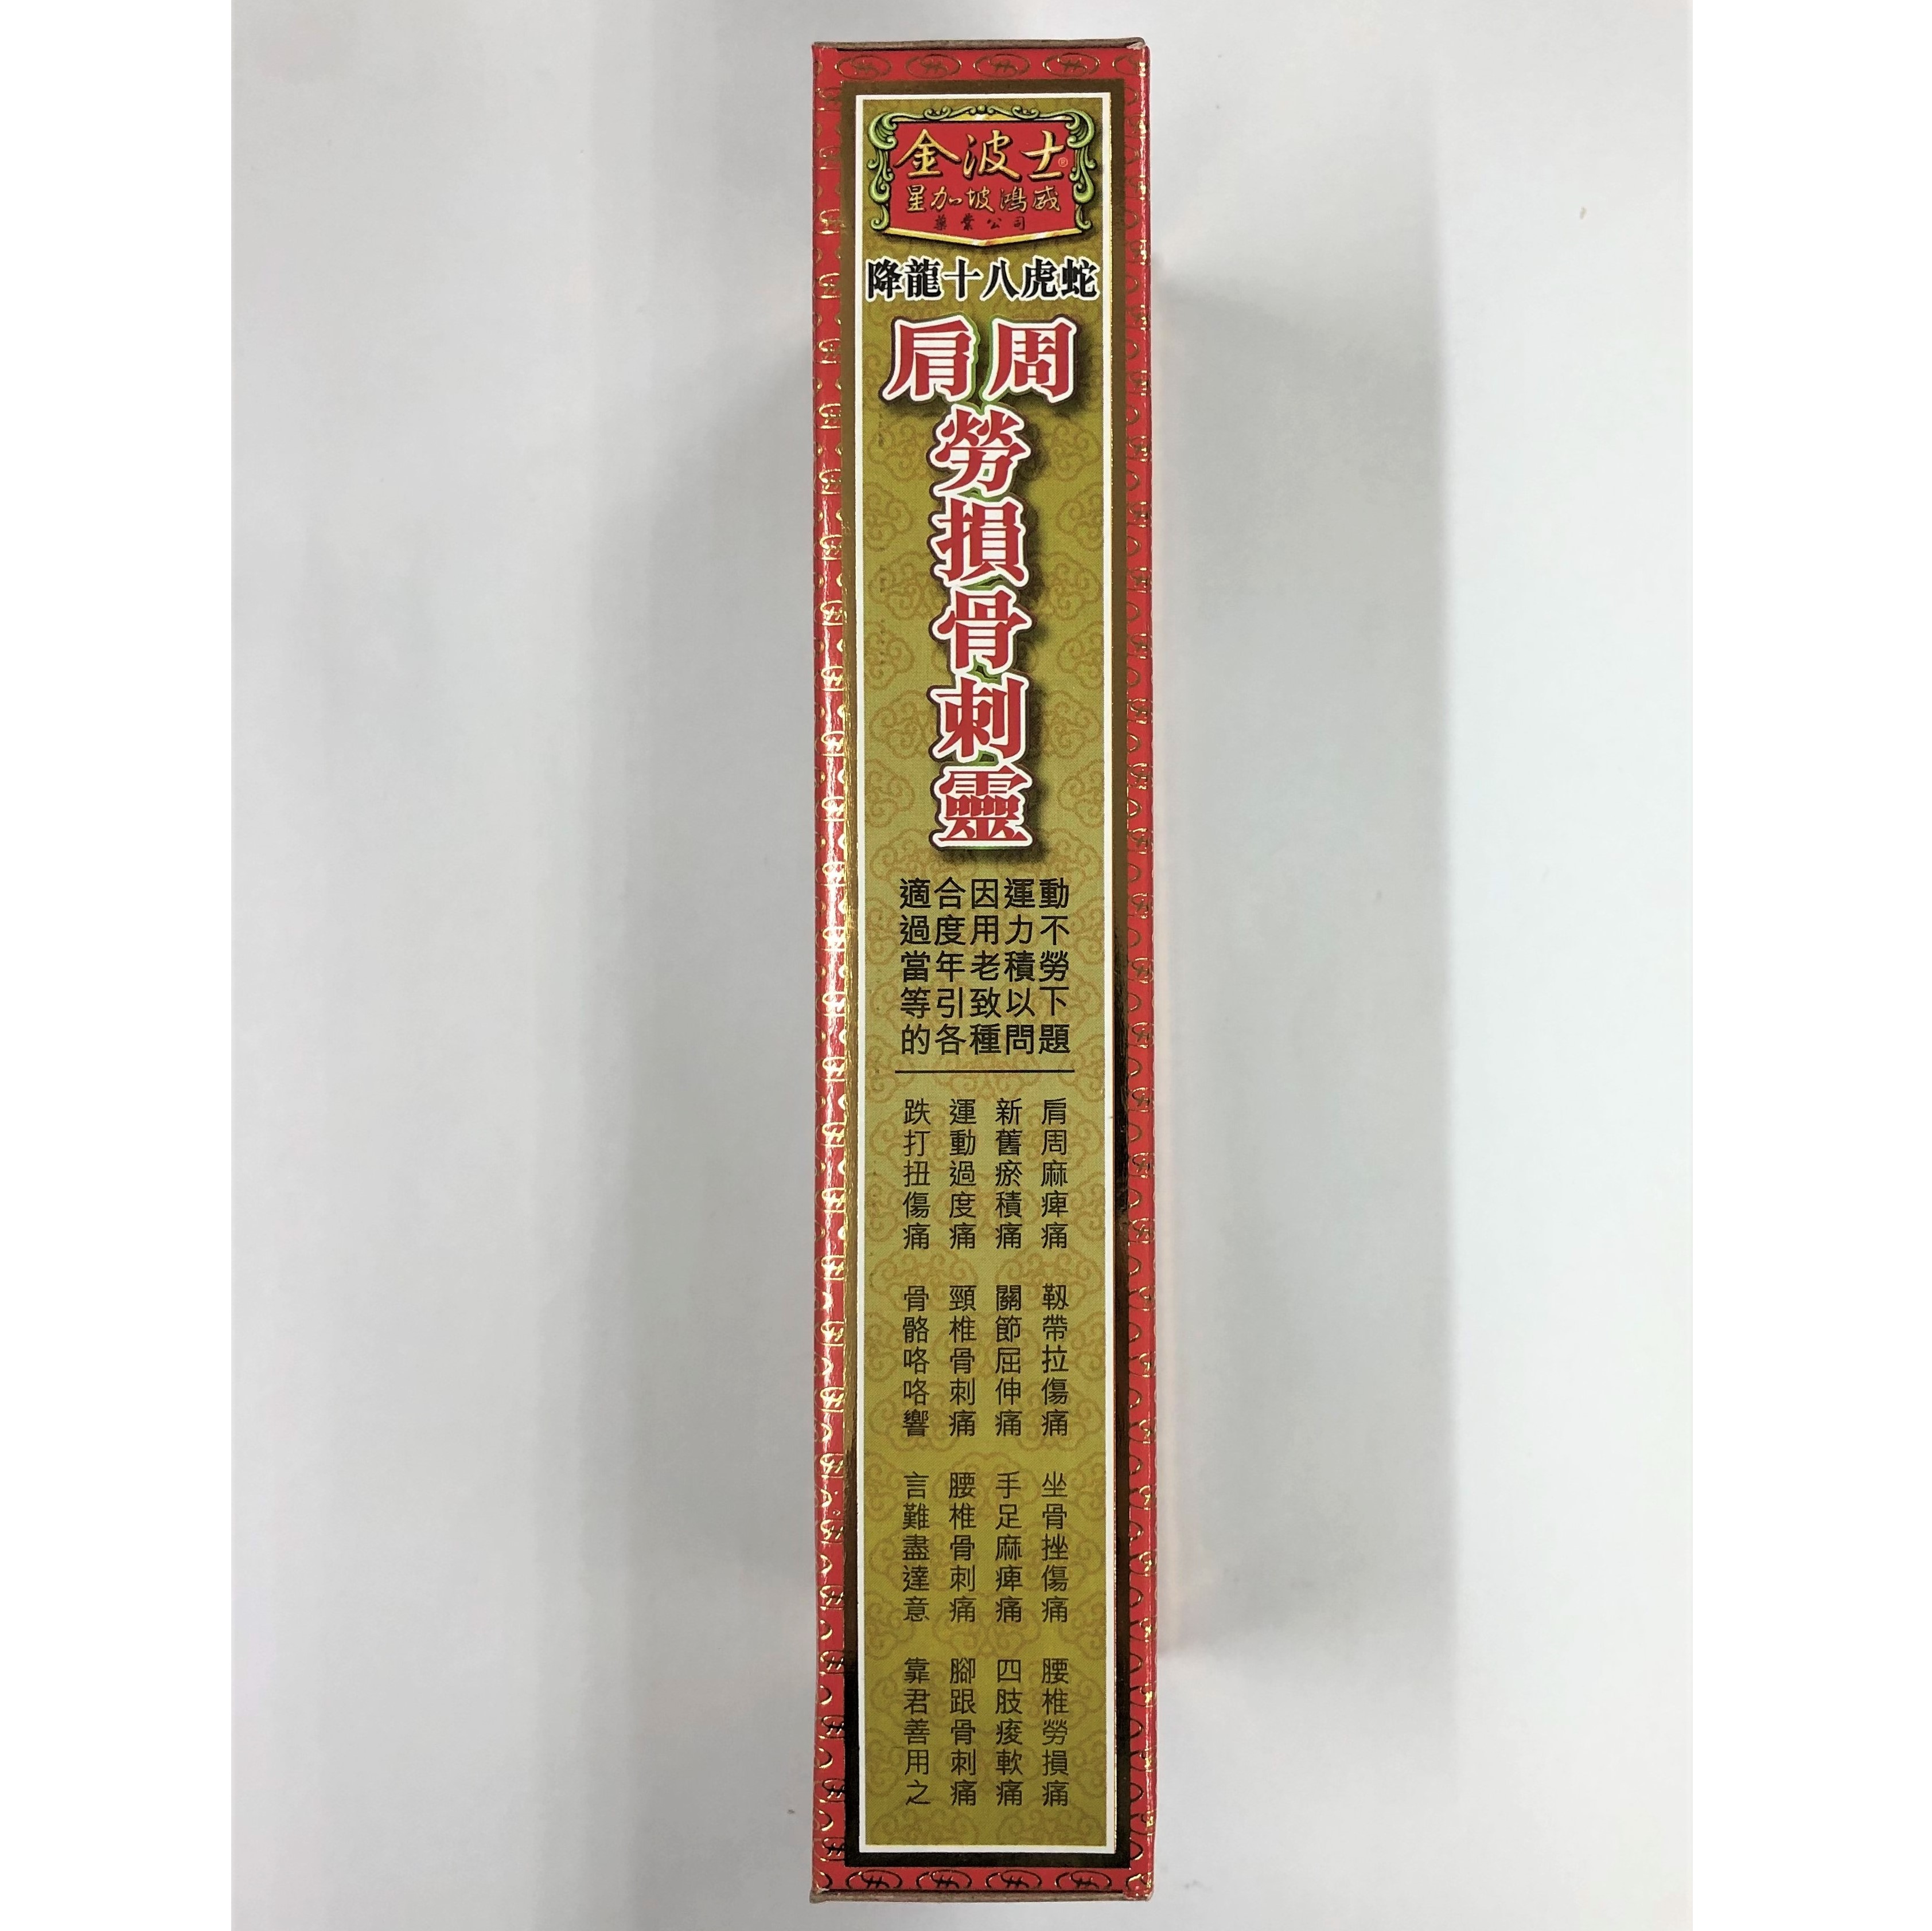 金波士®
星加坡鴻威
藥業公司
降龍十八虎蛇
肩周
勞損骨刺靈
適合因運動
過度用力不
當年老積勞
等引致以下
的各種問題
肩周麻痺痛
新舊瘀積痛
運動過度痛
跌打扭傷痛
韌帶拉傷痛
關節屈伸痛
頸椎骨刺痛
骨骼咯咯響
坐骨挫傷痛
手足麻痺痛
腰椎骨刺痛
言難盡達意
腰椎勞損痛
四肢痠軟痛
腳跟骨刺痛
靠君善用之